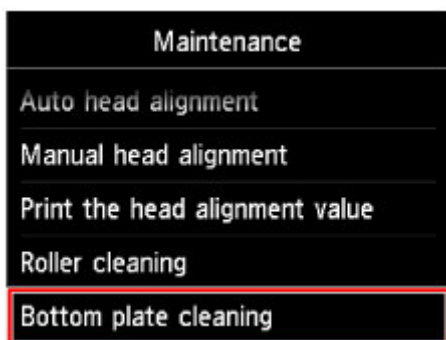 Maintenance
Auto head alignment
Manual head alignment
Print the head alignment value
Roller cleaning
Bottom plate cleaning